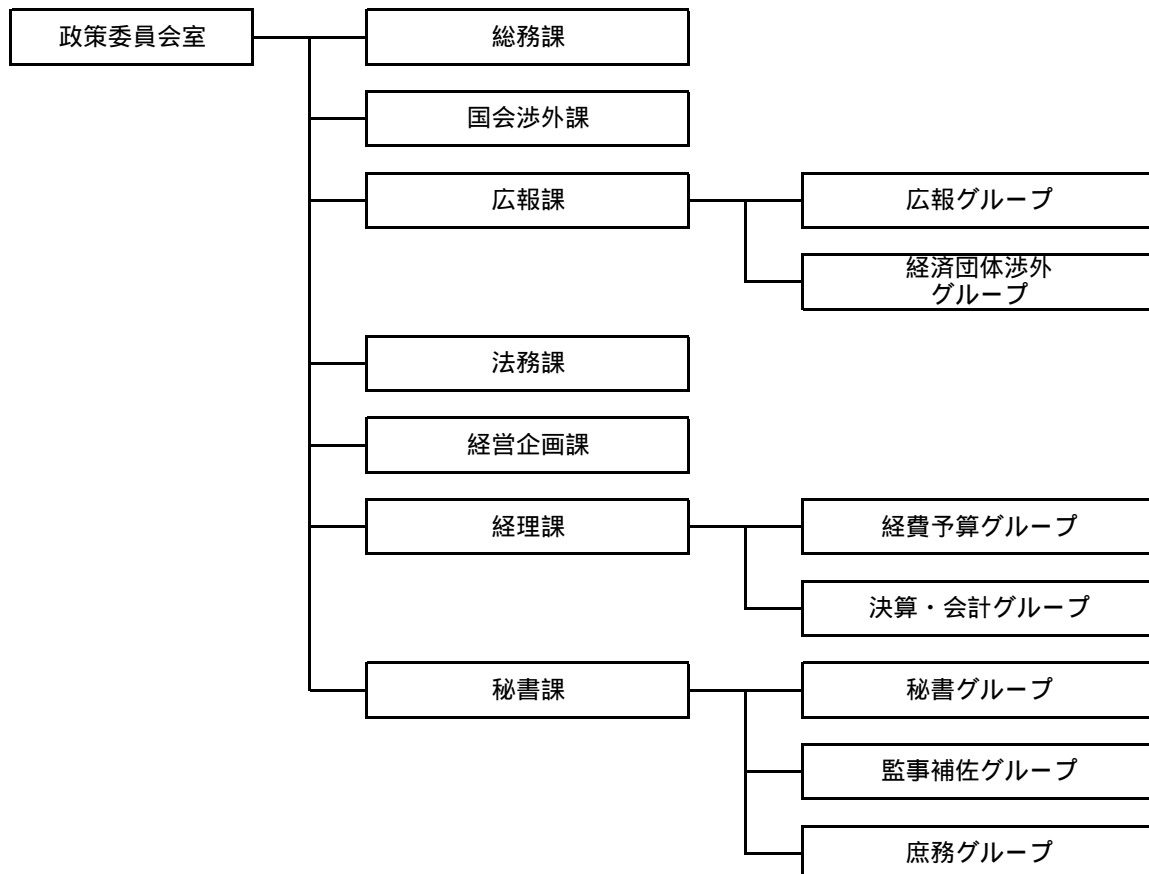 政策委員会室
総務課
国会渉外課
広報課
広報グループ
経済団体渉外
グループ
法務課
経営企画課
経理課
経費予算グループ
決算・会計グループ
秘書課
秘書グループ
監事補佐グループ
庶務グループ